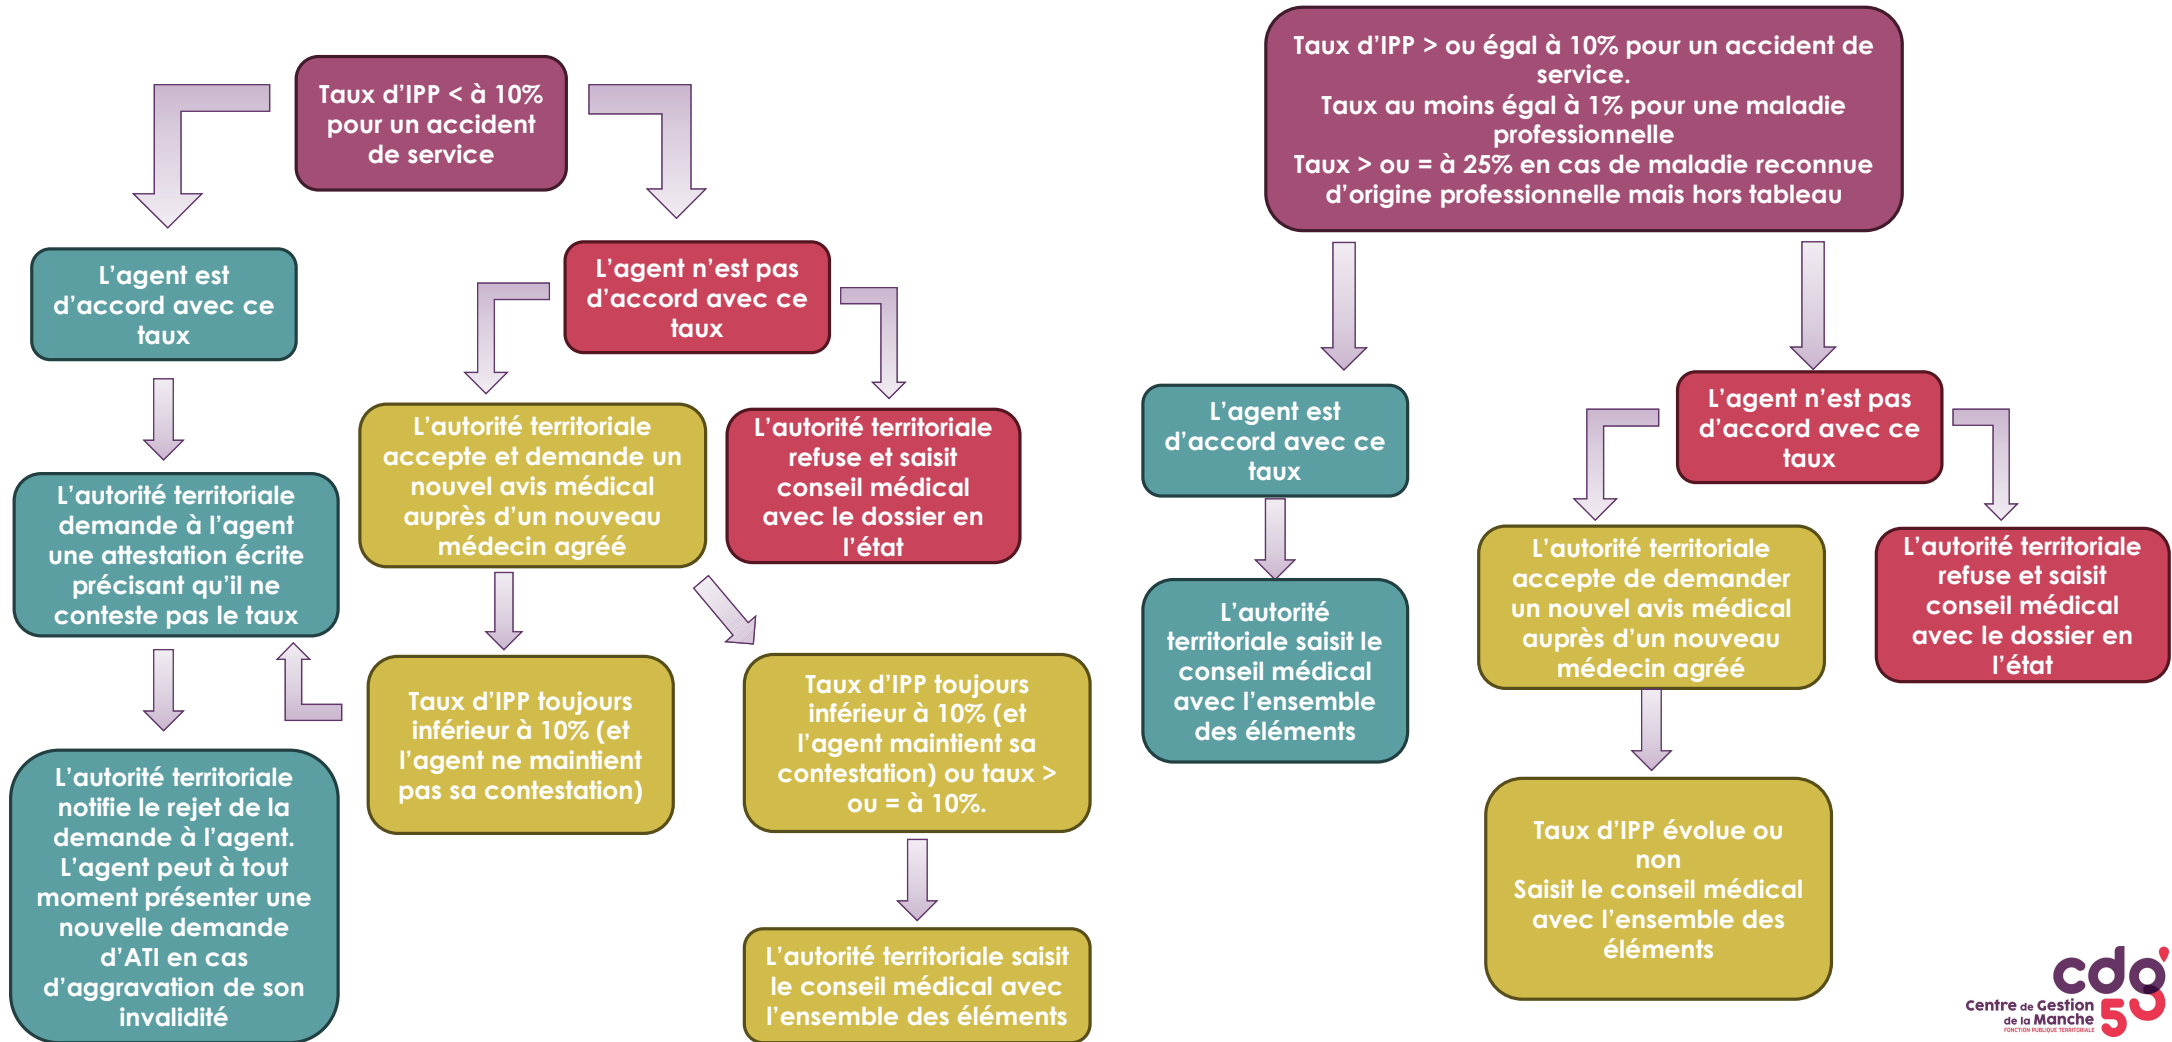 Taux d'IPP < à 10%
pour un accident
de service
L'agent est
d'accord avec ce
taux
L'agent n'est pas
d'accord avec ce
taux
L'autorité territoriale
demande à l'agent
une attestation écrite
précisant qu'il ne
conteste pas le taux
L'autorité territoriale
accepte et demande un
nouvel avis médical
auprès d'un nouveau
médecin agréé
L'autorité territoriale
refuse et saisit
conseil médical
avec le dossier en
l'état
L'autorité territoriale
notifie le rejet de la
demande à l'agent.
L'agent peut à tout
moment présenter une
nouvelle demande
d'ATI en cas
d'aggravation de son
invalidité
Taux d'IPP toujours
inférieur à 10% (et
l'agent ne maintient
pas sa contestation)
Taux d'IPP toujours
inférieur à 10% (et
l'agent maintient sa
contestation) ou taux >
ou = à 10%.
L'autorité territoriale saisit
le conseil médical avec
l'ensemble des éléments
Taux d'IPP > ou égal à 10% pour un accident de
service.
Taux au moins égal à 1% pour une maladie
professionnelle
Taux > ou = à 25% en cas de maladie reconnue
d'origine professionnelle mais hors tableau
L'agent est
d'accord avec ce
taux
L'agent n'est pas
d'accord avec ce
taux
L'autorité
territoriale saisit le
conseil médical
avec l'ensemble
des éléments
L'autorité territoriale
accepte de demander
un nouvel avis médical
auprès d'un nouveau
médecin agréé
L'autorité territoriale
refuse et saisit
conseil médical
avec le dossier en
l'état
Taux d'IPP évolue ou
non
Saisit le conseil médical
avec l'ensemble des
éléments
cdg
50
Centre de Gestion
de la Manche
FONCTION PUBLIQUE TERRITORIALE